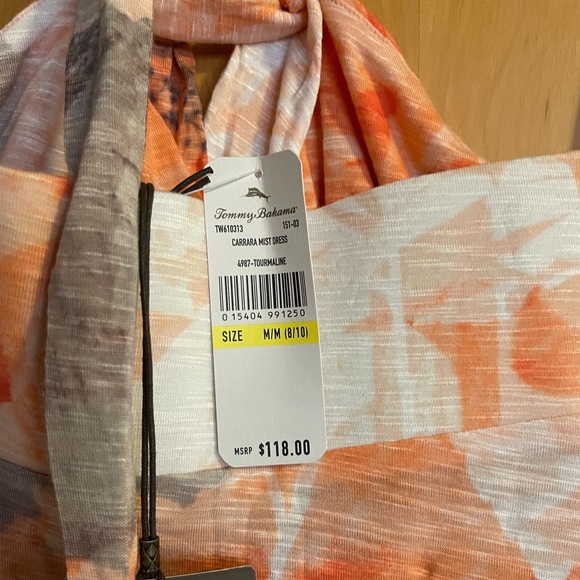 Tommy Bahama
TW610313 151-03
CARRARA MIST DRESS
4987-TOURMALINE
0 15404 991250
SIZE M/M (8/10)
MSRP $118.00